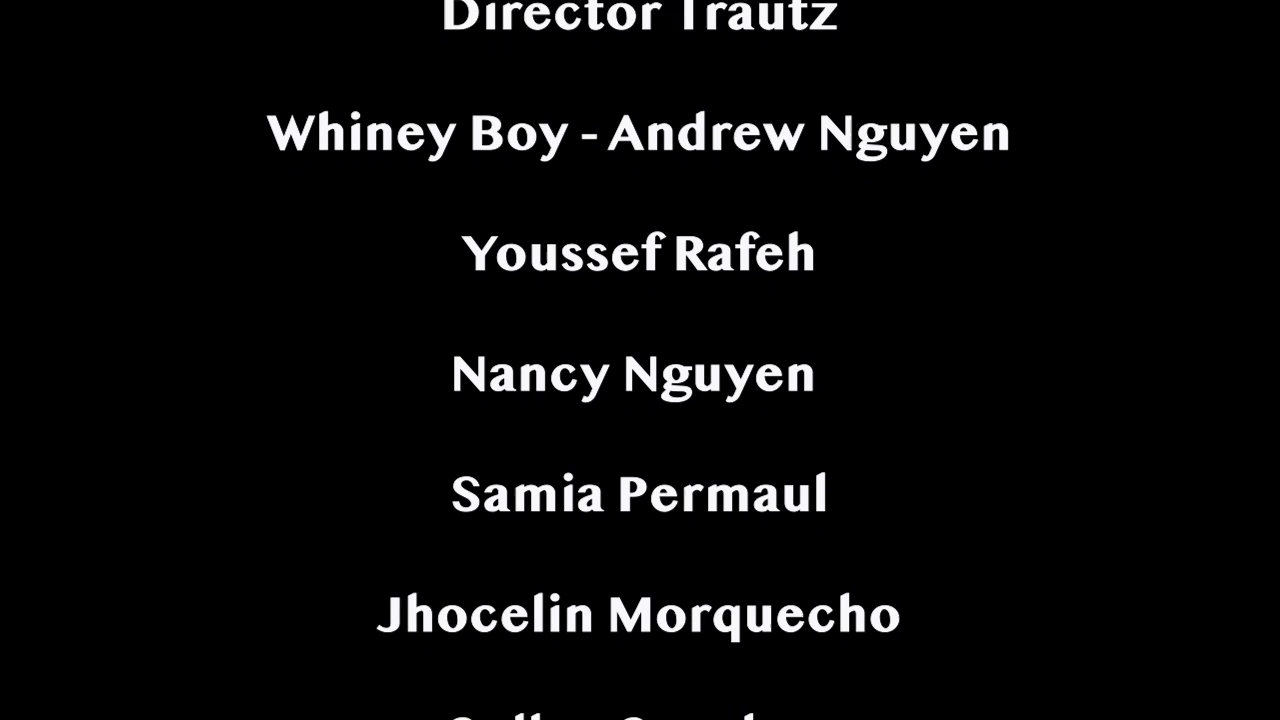 Director Trautz
Whiney Boy - Andrew Nguyen
Youssef Rafeh
Nancy Nguyen
Samia Permaul
Jhocelin Morquecho